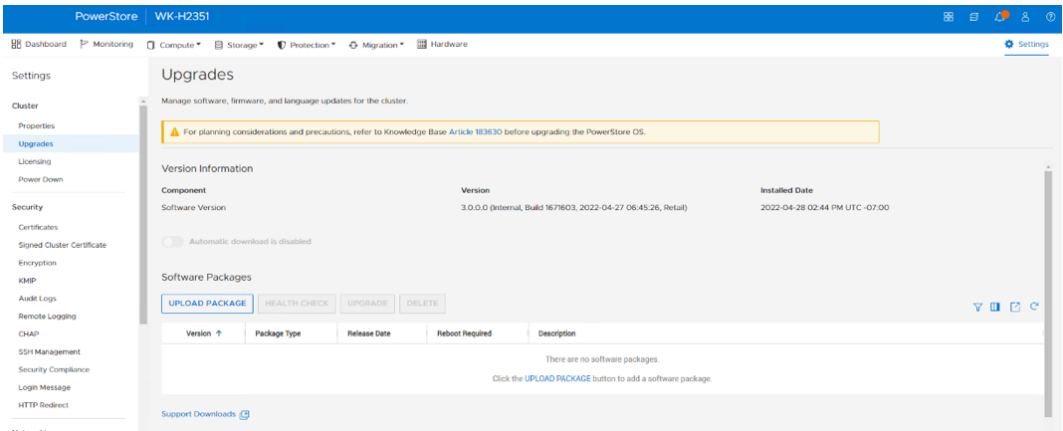 PowerStore WK-H2351
Dashboard Monitoring Compute Storage Protection Migration Hardware Settings
Settings
Cluster
Properties
Upgrades
Licensing
Power Down
Security
Certificates
Signed Cluster Certificate
Encryption
KMIP
Audit Logs
Remote Logging
CHAP
SSH Management
Security Compliance
Login Message
HTTP Redirect
Upgrades
Manage software, firmware, and language updates for the cluster.
For planning considerations and precautions, refer to Knowledge Base Article 183630 before upgrading the PowerStore OS.
Version Information
Component Version Installed Date
Software Version 3.0.0.0 (Internal, Build 1671603, 2022-04-27 06:45:26, Retail) 2022-04-28 02:44 PM UTC -07:00
Automatic download is disabled
Software Packages
UPLOAD PACKAGE HEALTH CHECK UPGRADE DELETE
Version Package Type Release Date Reboot Required Description
There are no software packages.
Click the UPLOAD PACKAGE button to add a software package.
Support Downloads